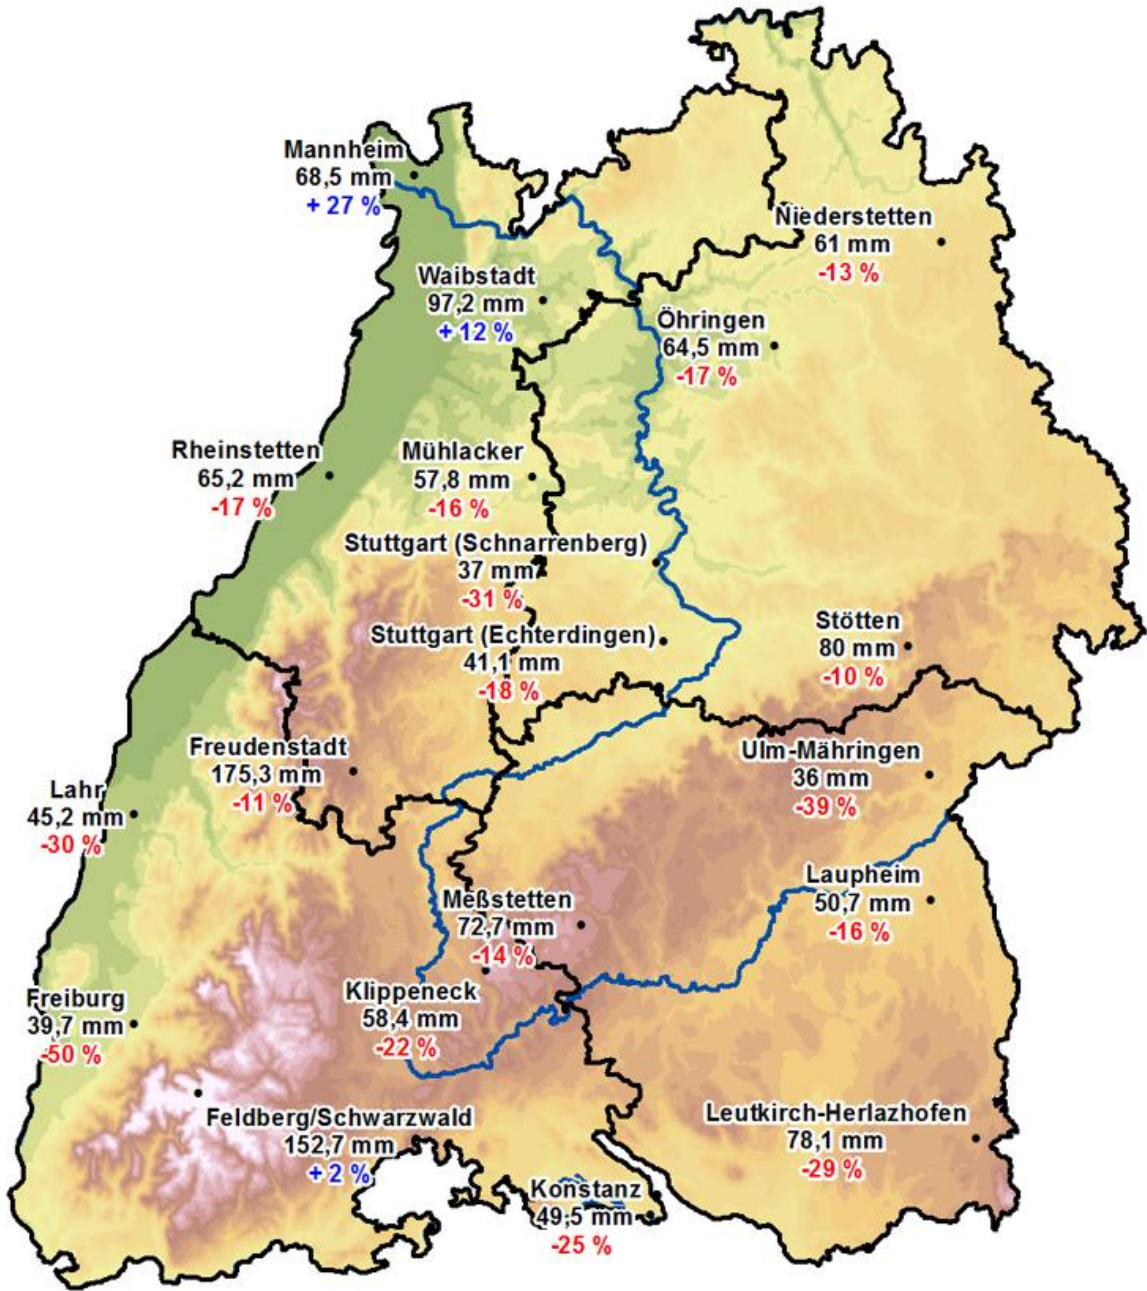 Mannheim
68,5 mm
+ 27 %
Niederstetten
61 mm
-13 %
Waibstadt
97,2 mm
+ 12 %
Öhringen
64,5 mm
-17 %
Rheinstetten
65,2 mm
-17 %
Mühlacker
57,8 mm
-16 %
Stuttgart (Schnarrenberg)
37 mm
-31 %
Stuttgart (Echterdingen)
41,1 mm
-18 %
Stötten
80 mm
-10 %
Freudenstadt
175,3 mm
-11 %
Ulm-Mähringen
36 mm
-39 %
Lahr
45,2 mm
-30 %
Laupheim
50,7 mm
-16 %
Meßstetten
72,7 mm
-14 %
Klippeneck
58,4 mm
-22 %
Freiburg
39,7 mm
-50 %
Feldberg/Schwarzwald
152,7 mm
+ 2 %
Leutkirch-Herlazhofen
78,1 mm
-29 %
Konstanz
49,5 mm
-25 %